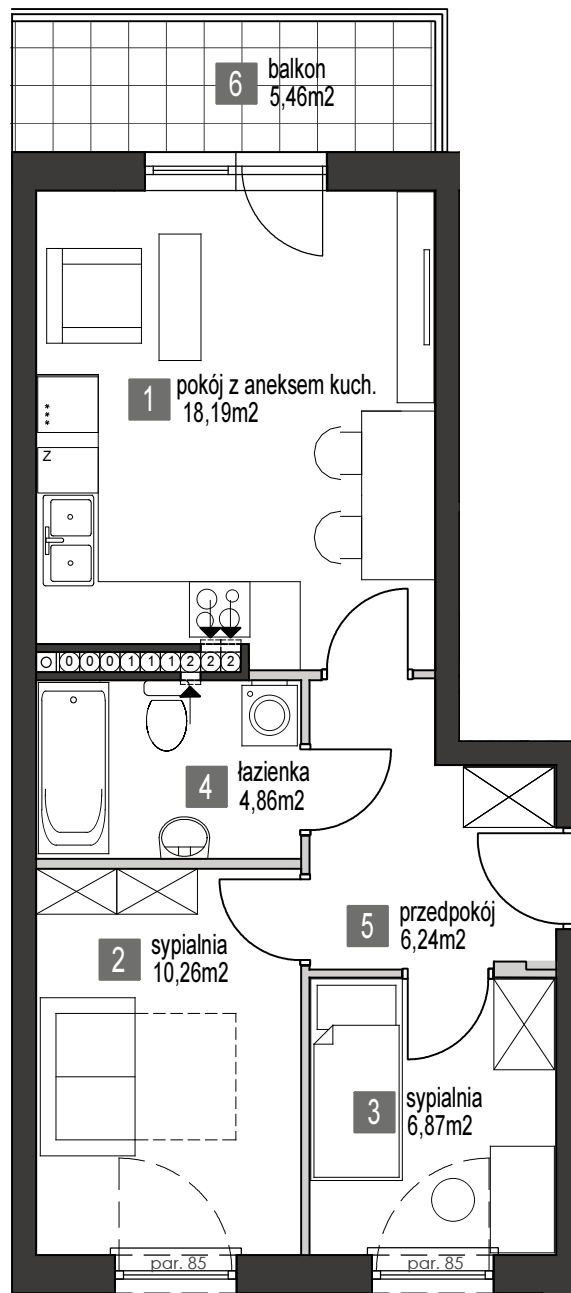 6 balkon
5,46m2
1 pokój z aneksem kuch.
18,19m2
***
Z
0 0 0 1 1 1 2 2 2
4 łazienka
4,86m2
5 przedpokój
6,24m2
2 sypialnia
10,26m2
3 sypialnia
6,87m2
par. 85
par. 85